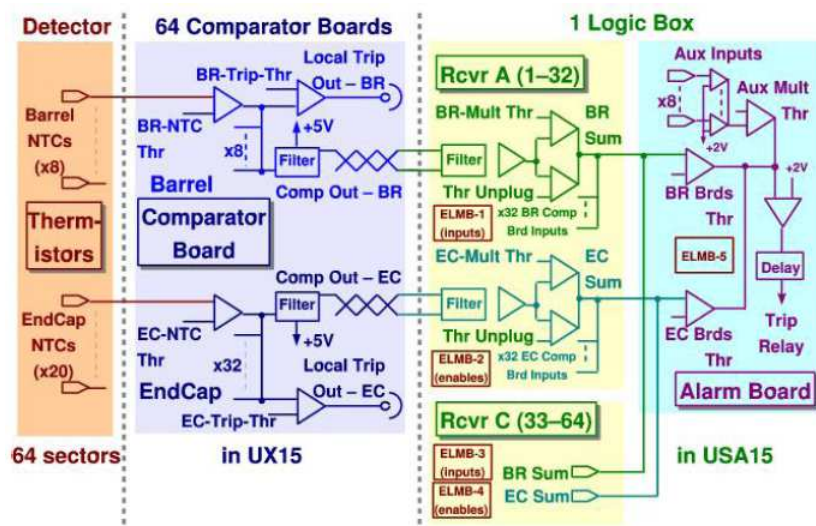 Detector
64 Comparator Boards
1 Logic Box
Barrel
NTCs
(x8)
Therm-
istors
EndCap
NTCs
(x20)
64 sectors
BR-Trip-Thr
Local Trip
Out – BR
BR-NTC
Thr
x8
+5V
Filter
Barrel
Comp Out – BR
Comparator
Board
Comp Out – EC
Filter
EC-NTC
Thr
+5V
x32
Local Trip
EndCap
Out – EC
EC-Trip-Thr
in UX15
Rcvr A (1–32)
BR-Mult Thr
BR
Sum
Filter
Thr Unplug
ELMB-1
(inputs)
x32 BR Comp
Brd Inputs
EC-Mult Thr
EC
Sum
Filter
Thr Unplug
ELMB-2
(enables)
x32 EC Comp
Brd Inputs
Rcvr C (33–64)
ELMB-3
(inputs)
BR Sum
ELMB-4
(enables)
EC Sum
Aux Inputs
x8
Aux Mult
Thr
+2V
+2V
BR Brds
Thr
ELMB-5
Delay
Trip
Relay
EC Brds
Thr
Alarm Board
in USA15